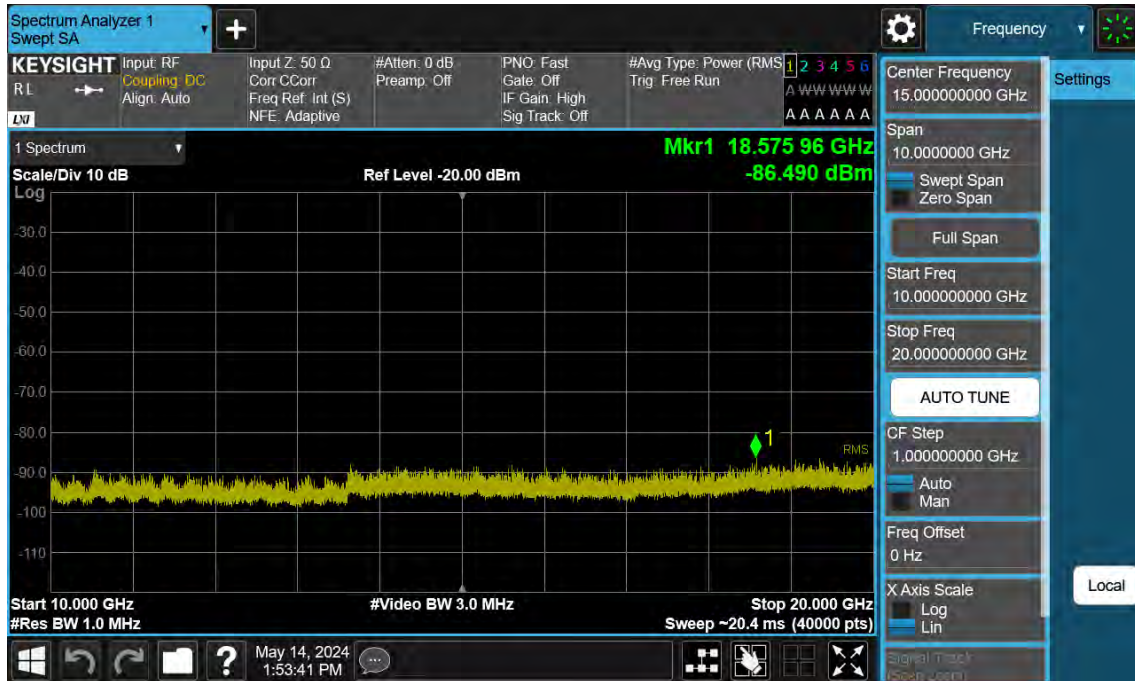 Spectrum Analyzer 1
Swept SA
+
Frequency
KEYSIGHT
RL
LXI
Input: RF
Coupling: DC
Align: Auto
Input Z: 50 Ω
Corr CCorr
Freq Ref: Int (S)
NFE: Adaptive
#Atten: 0 dB
Preamp: Off
PNO: Fast
Gate: Off
IF Gain: High
Sig Track: Off
#Avg Type: Power (RMS
Trig: Free Run
1 2 3 4 5 6
A W W W W W
A A A A A A
1 Spectrum
Scale/Div 10 dB
Ref Level -20.00 dBm
Mkr1 18.575 96 GHz
-86.490 dBm
Log
-30.0
-40.0
-50.0
-60.0
-70.0
-80.0
-90.0
-100
-110
1
RMS
Start 10.000 GHz
#Video BW 3.0 MHz
Stop 20.000 GHz
#Res BW 1.0 MHz
Sweep ~20.4 ms (40000 pts)
?
May 14, 2024
1:53:41 PM
Center Frequency
15.000000000 GHz
Settings
Span
10.0000000 GHz
Swept Span
Zero Span
Full Span
Start Freq
10.000000000 GHz
Stop Freq
20.000000000 GHz
AUTO TUNE
CF Step
1.000000000 GHz
Auto
Man
Freq Offset
0 Hz
X Axis Scale
Log
Lin
Local
Signal Track
(Span Zoom)